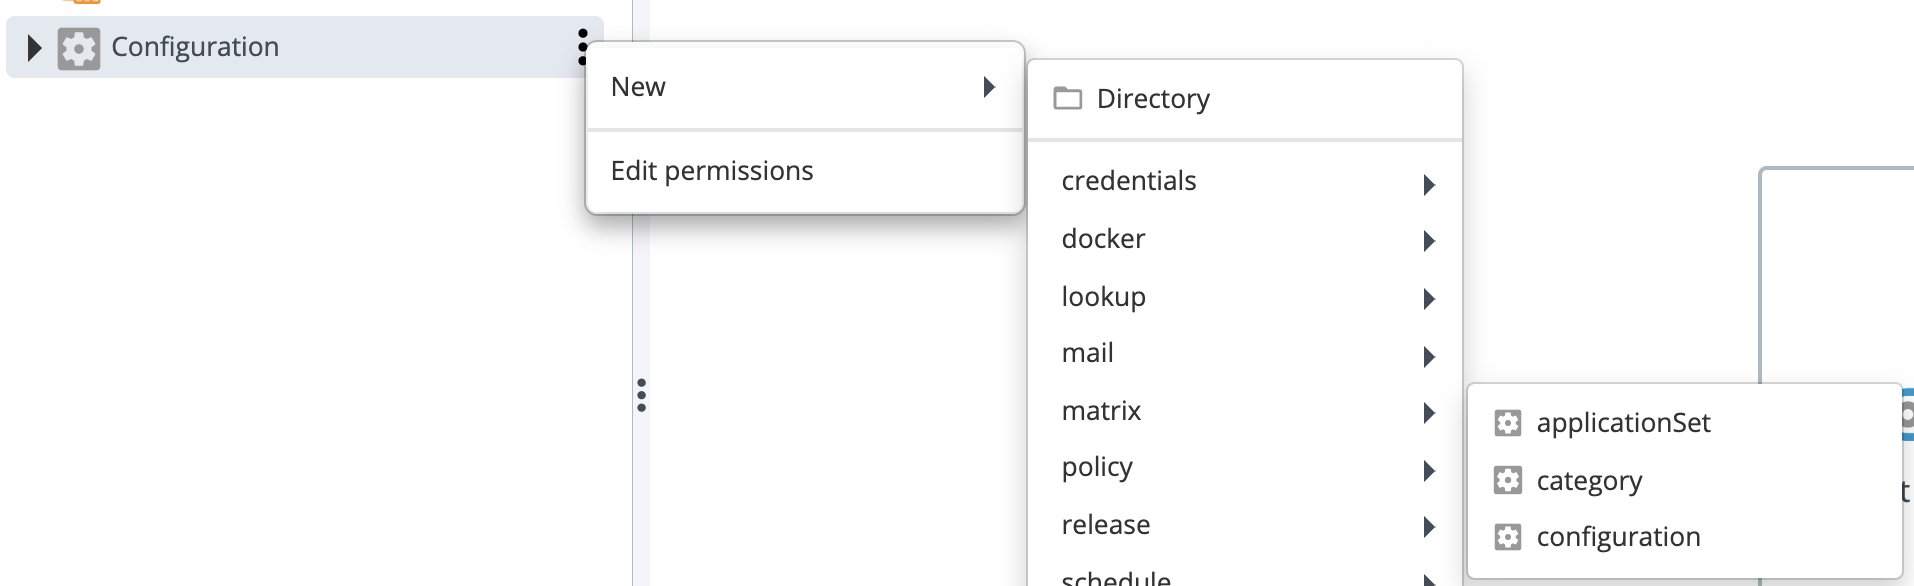 Configuration
New
Edit permissions
Directory
credentials
docker
lookup
mail
matrix
policy
release
schedule
applicationSet
category
configuration
t